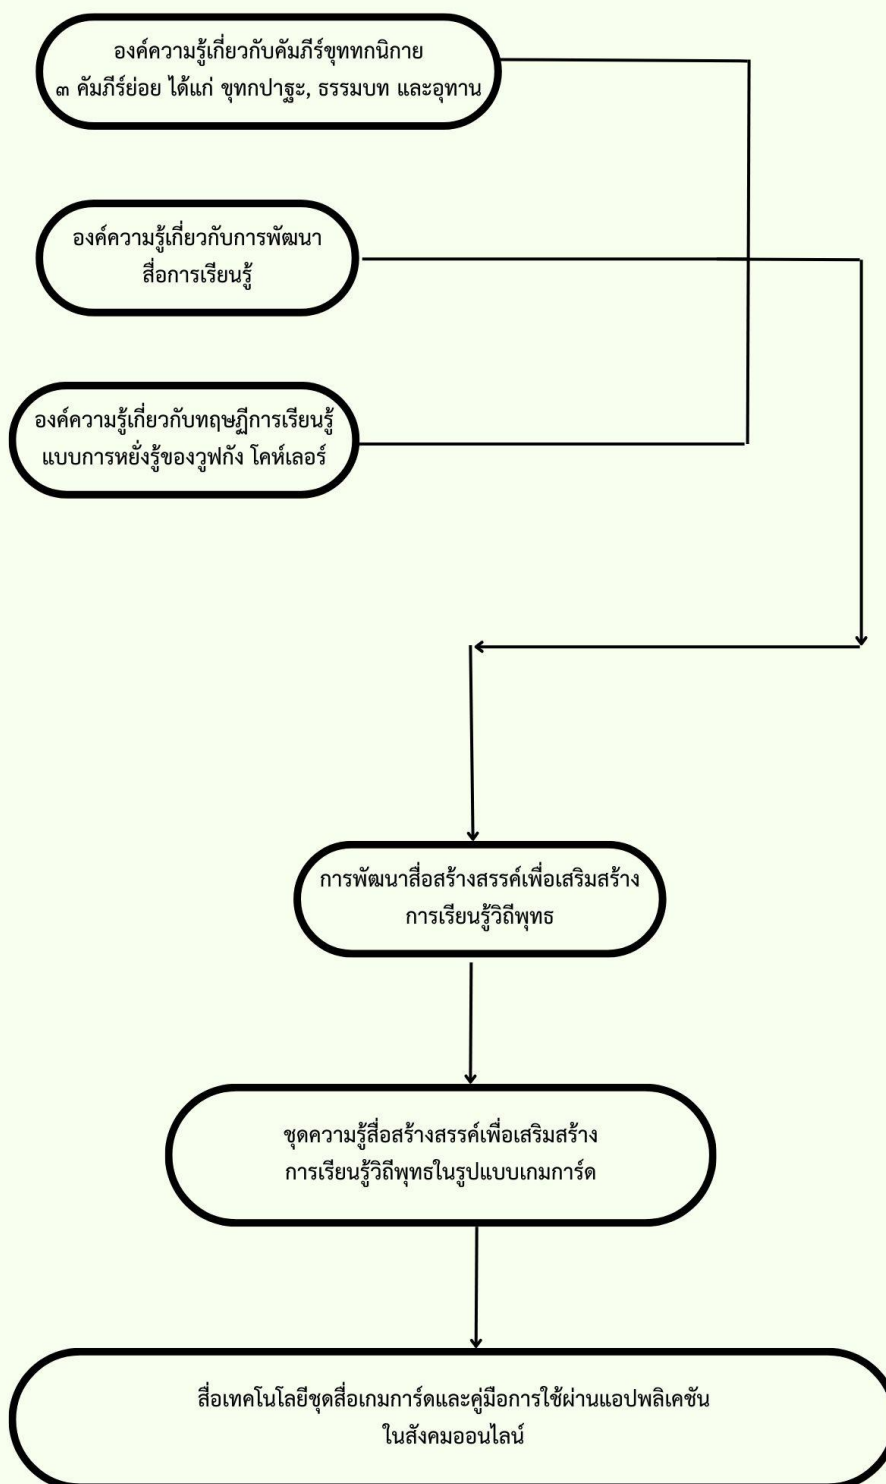 องค์ความรู้เกี่ยวกับคัมภีร์ขุททกนิกาย
๓ คัมภีร์ย่อย ได้แก่ ขุทกปาฐะ, ธรรมบท และอุทาน
องค์ความรู้เกี่ยวกับการพัฒนา
สื่อการเรียนรู้
องค์ความรู้เกี่ยวกับทฤษฏีการเรียนรู้
แบบการหยั่งรู้ของวูฟกัง โคห์เลอร์
การพัฒนาสื่อสร้างสรรค์เพื่อเสริมสร้าง
การเรียนรู้วิถีพุทธ
ชุดความรู้สื่อสร้างสรรค์เพื่อเสริมสร้าง
การเรียนรู้วิถีพุทธในรูปแบบเกมการ์ด
สื่อเทคโนโลยีชุดสื่อเกมการ์ดและคู่มือการใช้ผ่านแอปพลิเคชัน
ในสังคมออนไลน์